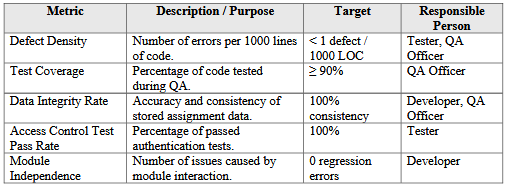 Metric Description / Purpose Target Responsible Person
Defect Density Number of errors per 1000 lines of code. < 1 defect / 1000 LOC Tester, QA Officer
Test Coverage Percentage of code tested during QA. ≥ 90% QA Officer
Data Integrity Rate Accuracy and consistency of stored assignment data. 100% consistency Developer, QA Officer
Access Control Test Pass Rate Percentage of passed authentication tests. 100% Tester
Module Independence Number of issues caused by module interaction. 0 regression errors Developer